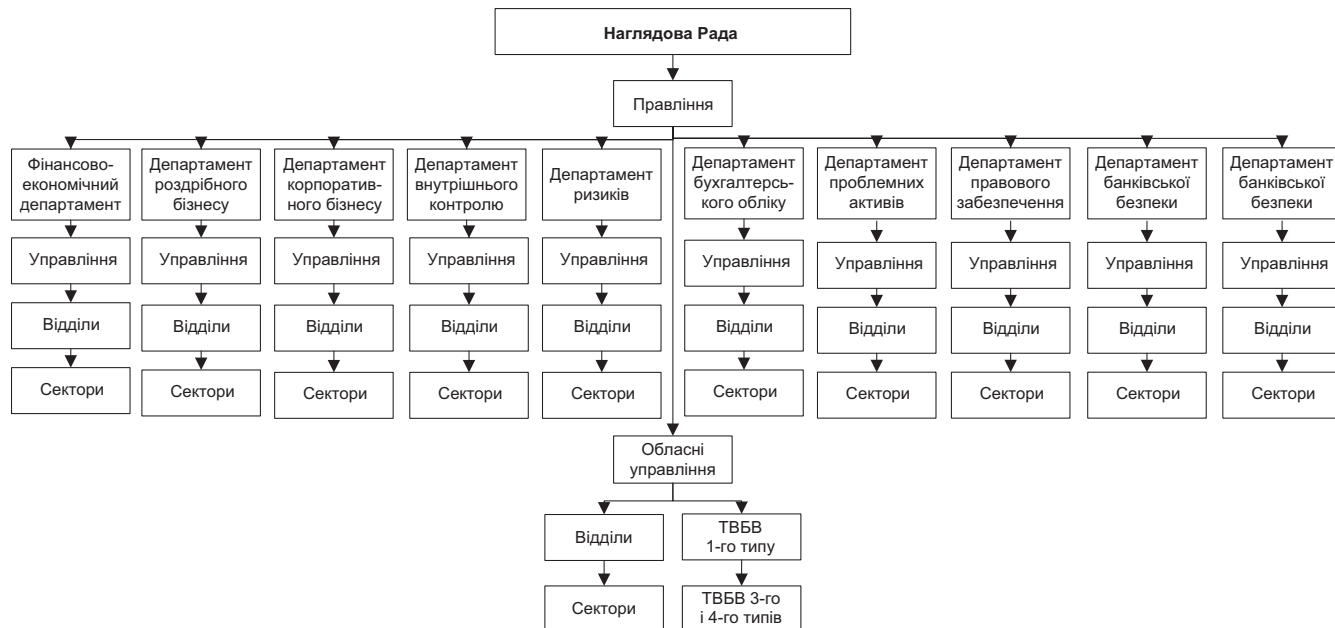 Наглядова Рада
Правління
Фінансово-
економічний
департамент
Департамент
роздрібного
бізнесу
Департамент
корпоратив-
ного бізнесу
Департамент
внутрішнього
контролю
Департамент
ризиків
Департамент
бухгалтерсь-
кого обліку
Департамент
проблемних
активів
Департамент
правового
забезпечення
Департамент
банківської
безпеки
Департамент
банківської
безпеки
Управління
Управління
Управління
Управління
Управління
Управління
Управління
Управління
Управління
Управління
Відділи
Відділи
Відділи
Відділи
Відділи
Відділи
Відділи
Відділи
Відділи
Відділи
Сектори
Сектори
Сектори
Сектори
Сектори
Сектори
Сектори
Сектори
Сектори
Сектори
Обласні
управління
Відділи
ТВБВ
1-го типу
Сектори
ТВБВ 3-го
і 4-го типів